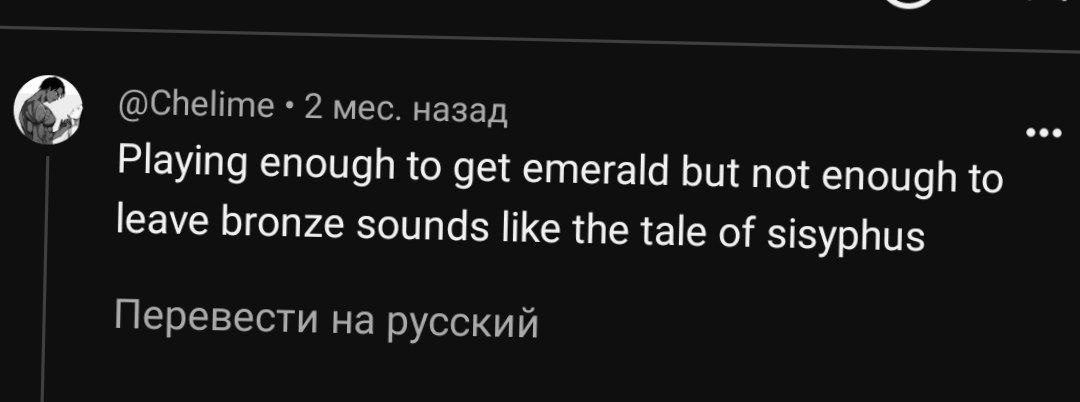 @Chelime • 2 мес. назад
Playing enough to get emerald but not enough to
leave bronze sounds like the tale of sisyphus
Перевести на русский